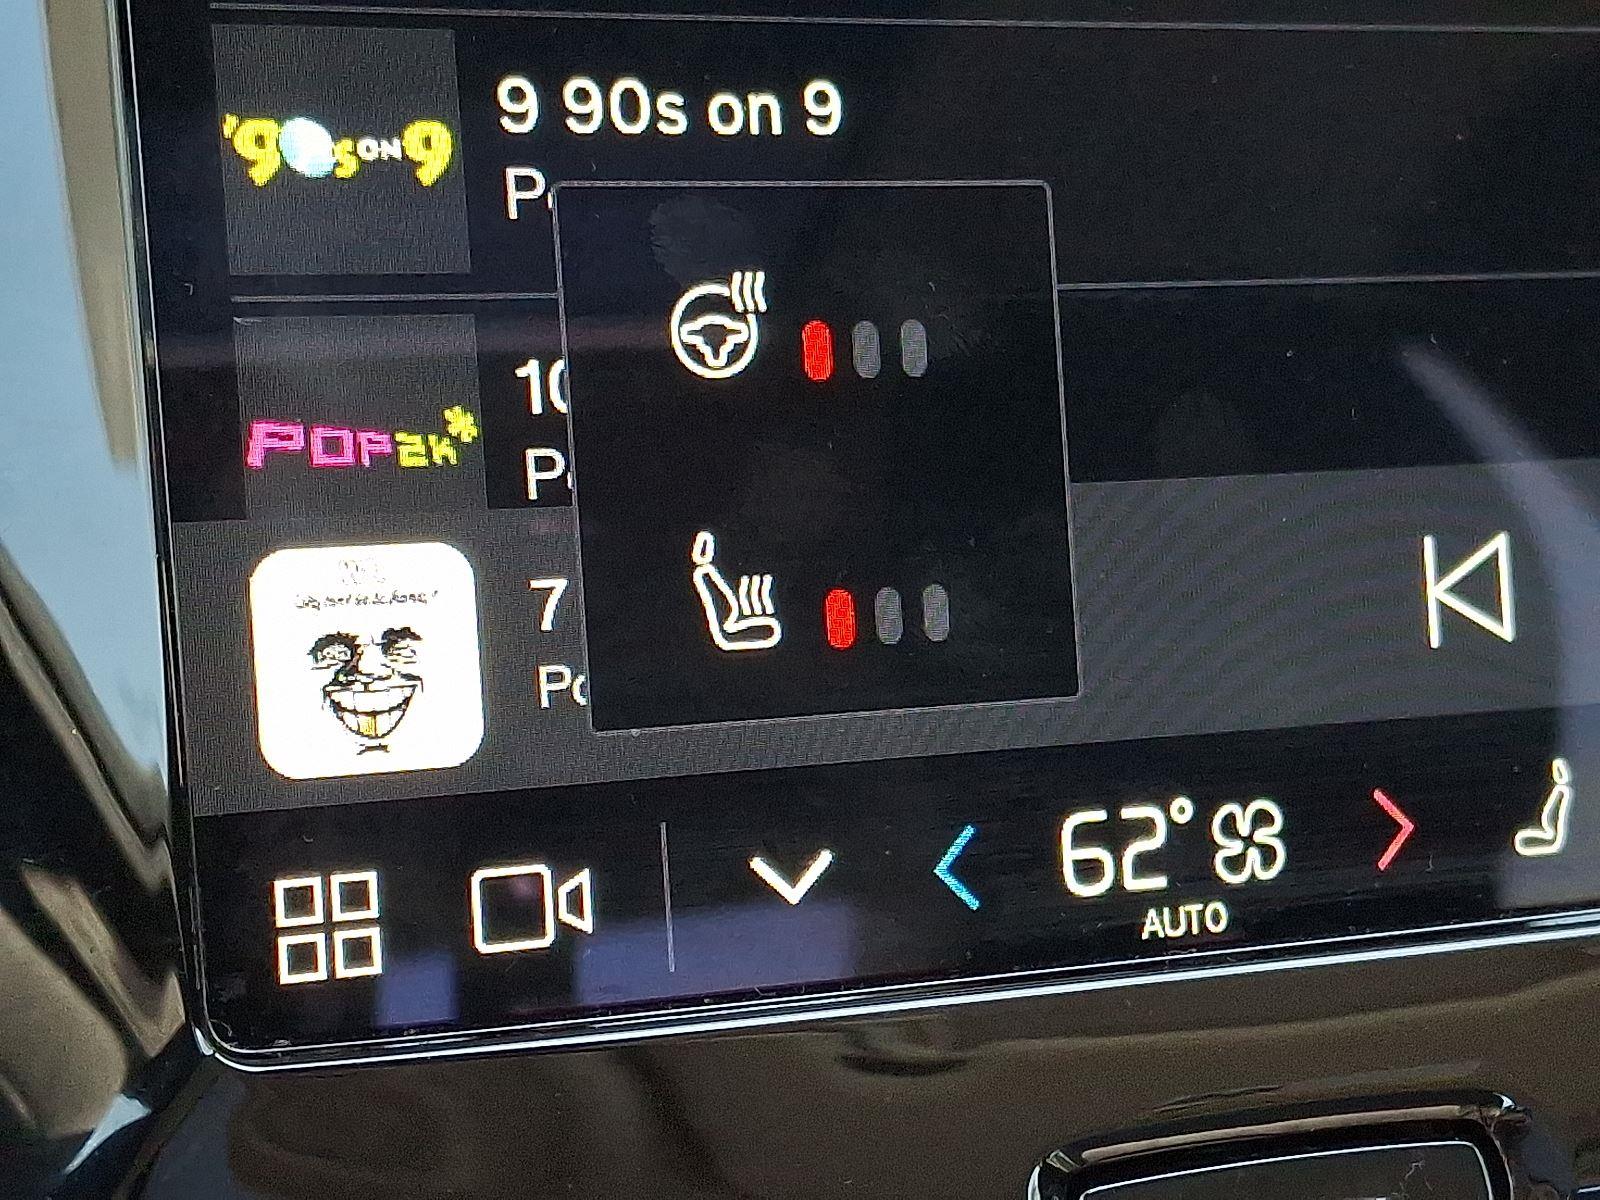 '90s ON 9
9 90s on 9
P
POP2K*
10
P
7
Po
62°
AUTO